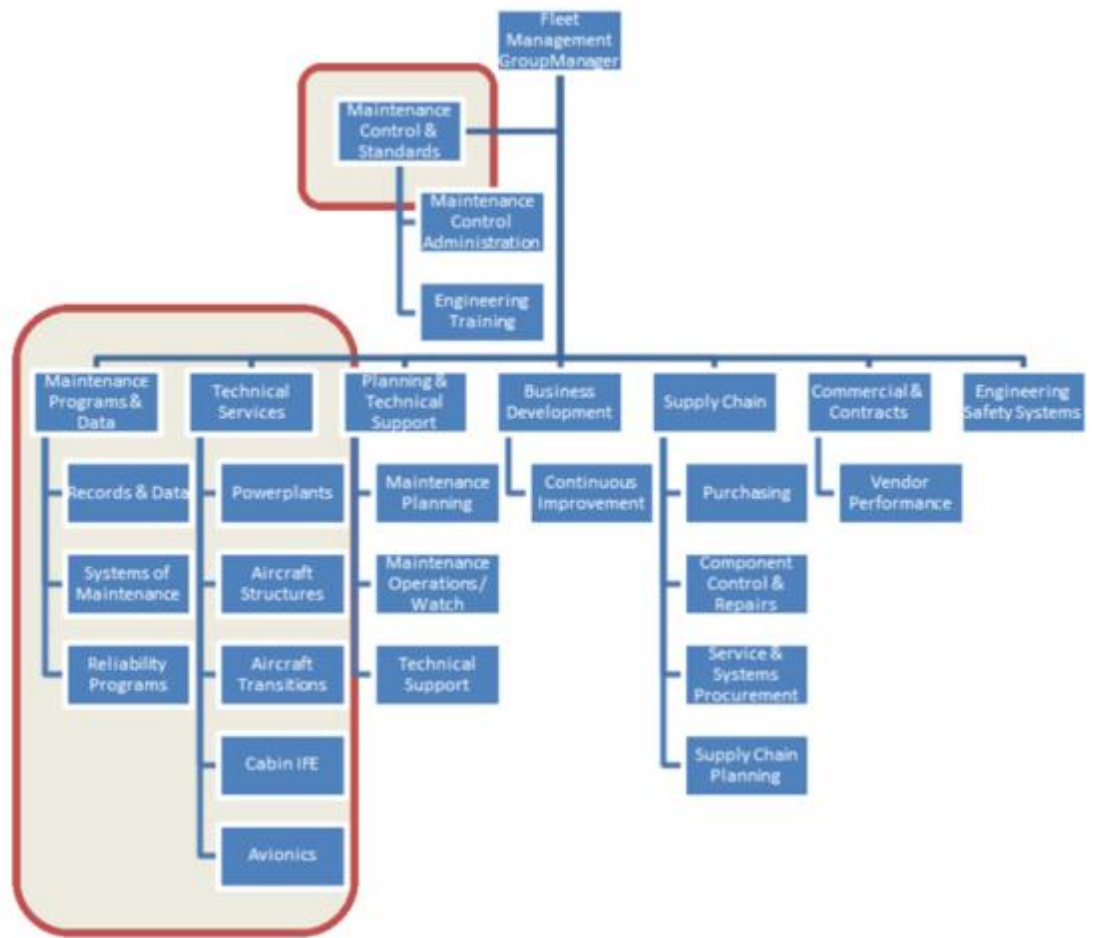 Fleet
Management
GroupManager
Maintenance
Control &
Standards
Maintenance
Control
Administration
Engineering
Training
Maintenance
Programs &
Data
Technical
Services
Planning &
Technical
Support
Business
Development
Supply Chain
Commercial &
Contracts
Engineering
Safety Systems
Records & Data
Powerplants
Maintenance
Planning
Continuous
Improvement
Purchasing
Vendor
Performance
Systems of
Maintenance
Aircraft
Structures
Maintenance
Operations/
Watch
Component
Control &
Repairs
Reliability
Programs
Aircraft
Transitions
Technical
Support
Service &
Systems
Procurement
Cabin IFE
Supply Chain
Planning
Avionics